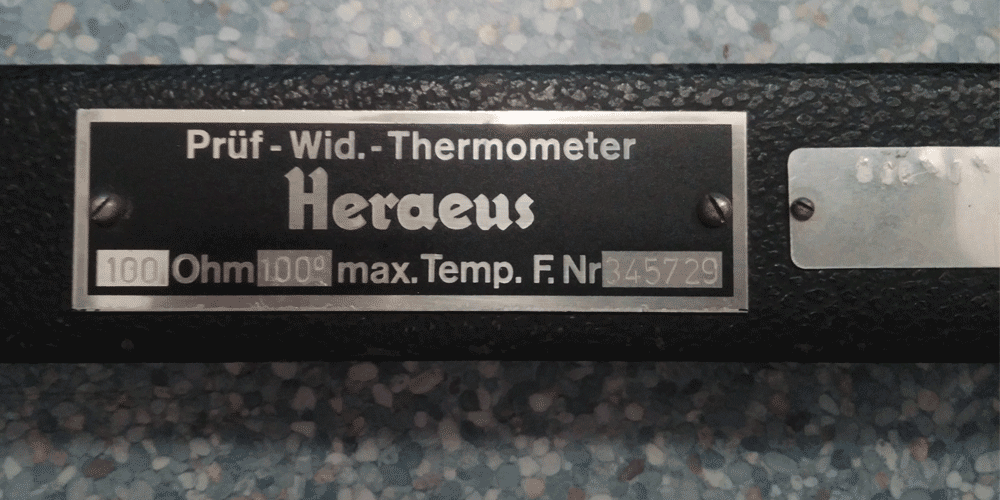 Prüf - Wid. - Thermometer
Heraeus
100 Ohm 100° max. Temp. F. Nr 345729